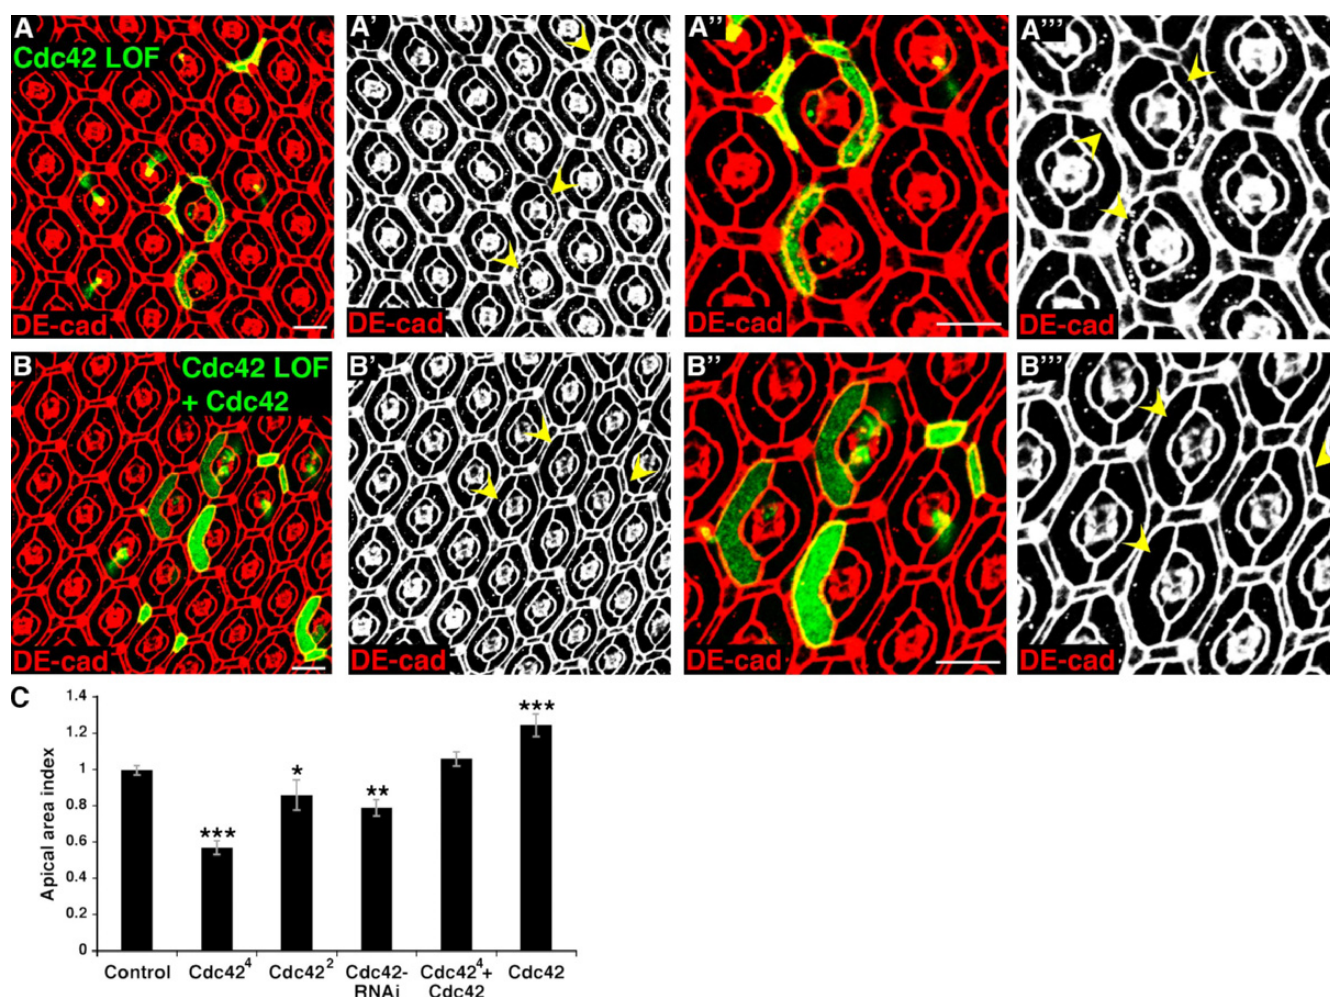 A
Cdc42 LOF
DE-cad
A'
DE-cad
A''
DE-cad
A'''
DE-cad
B
Cdc42 LOF
+ Cdc42
DE-cad
B'
DE-cad
B''
DE-cad
B'''
DE-cad
C
Apical area index
1.4
1.2
1
0.8
0.6
0.4
0.2
0
***
*
**
***
Control
Cdc42⁴
Cdc42²
Cdc42-
RNAi
Cdc42⁴+
Cdc42
Cdc42